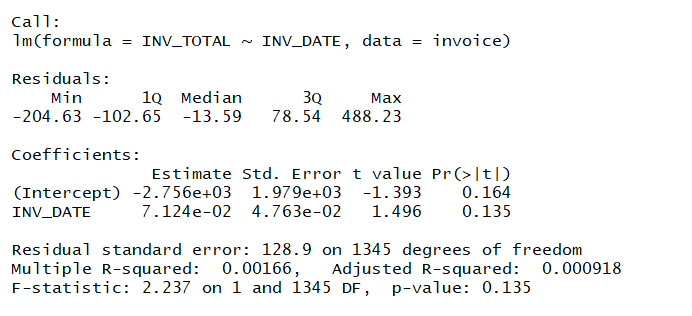 Call:
lm(formula = INV_TOTAL ~ INV_DATE, data = invoice)
Residuals:
Min 1Q Median 3Q Max
-204.63 -102.65 -13.59 78.54 488.23
Coefficients:
Estimate Std. Error t value Pr(>|t|)
(Intercept) -2.756e+03 1.979e+03 -1.393 0.164
INV_DATE 7.124e-02 4.763e-02 1.496 0.135
Residual standard error: 128.9 on 1345 degrees of freedom
Multiple R-squared: 0.00166, Adjusted R-squared: 0.000918
F-statistic: 2.237 on 1 and 1345 DF, p-value: 0.135